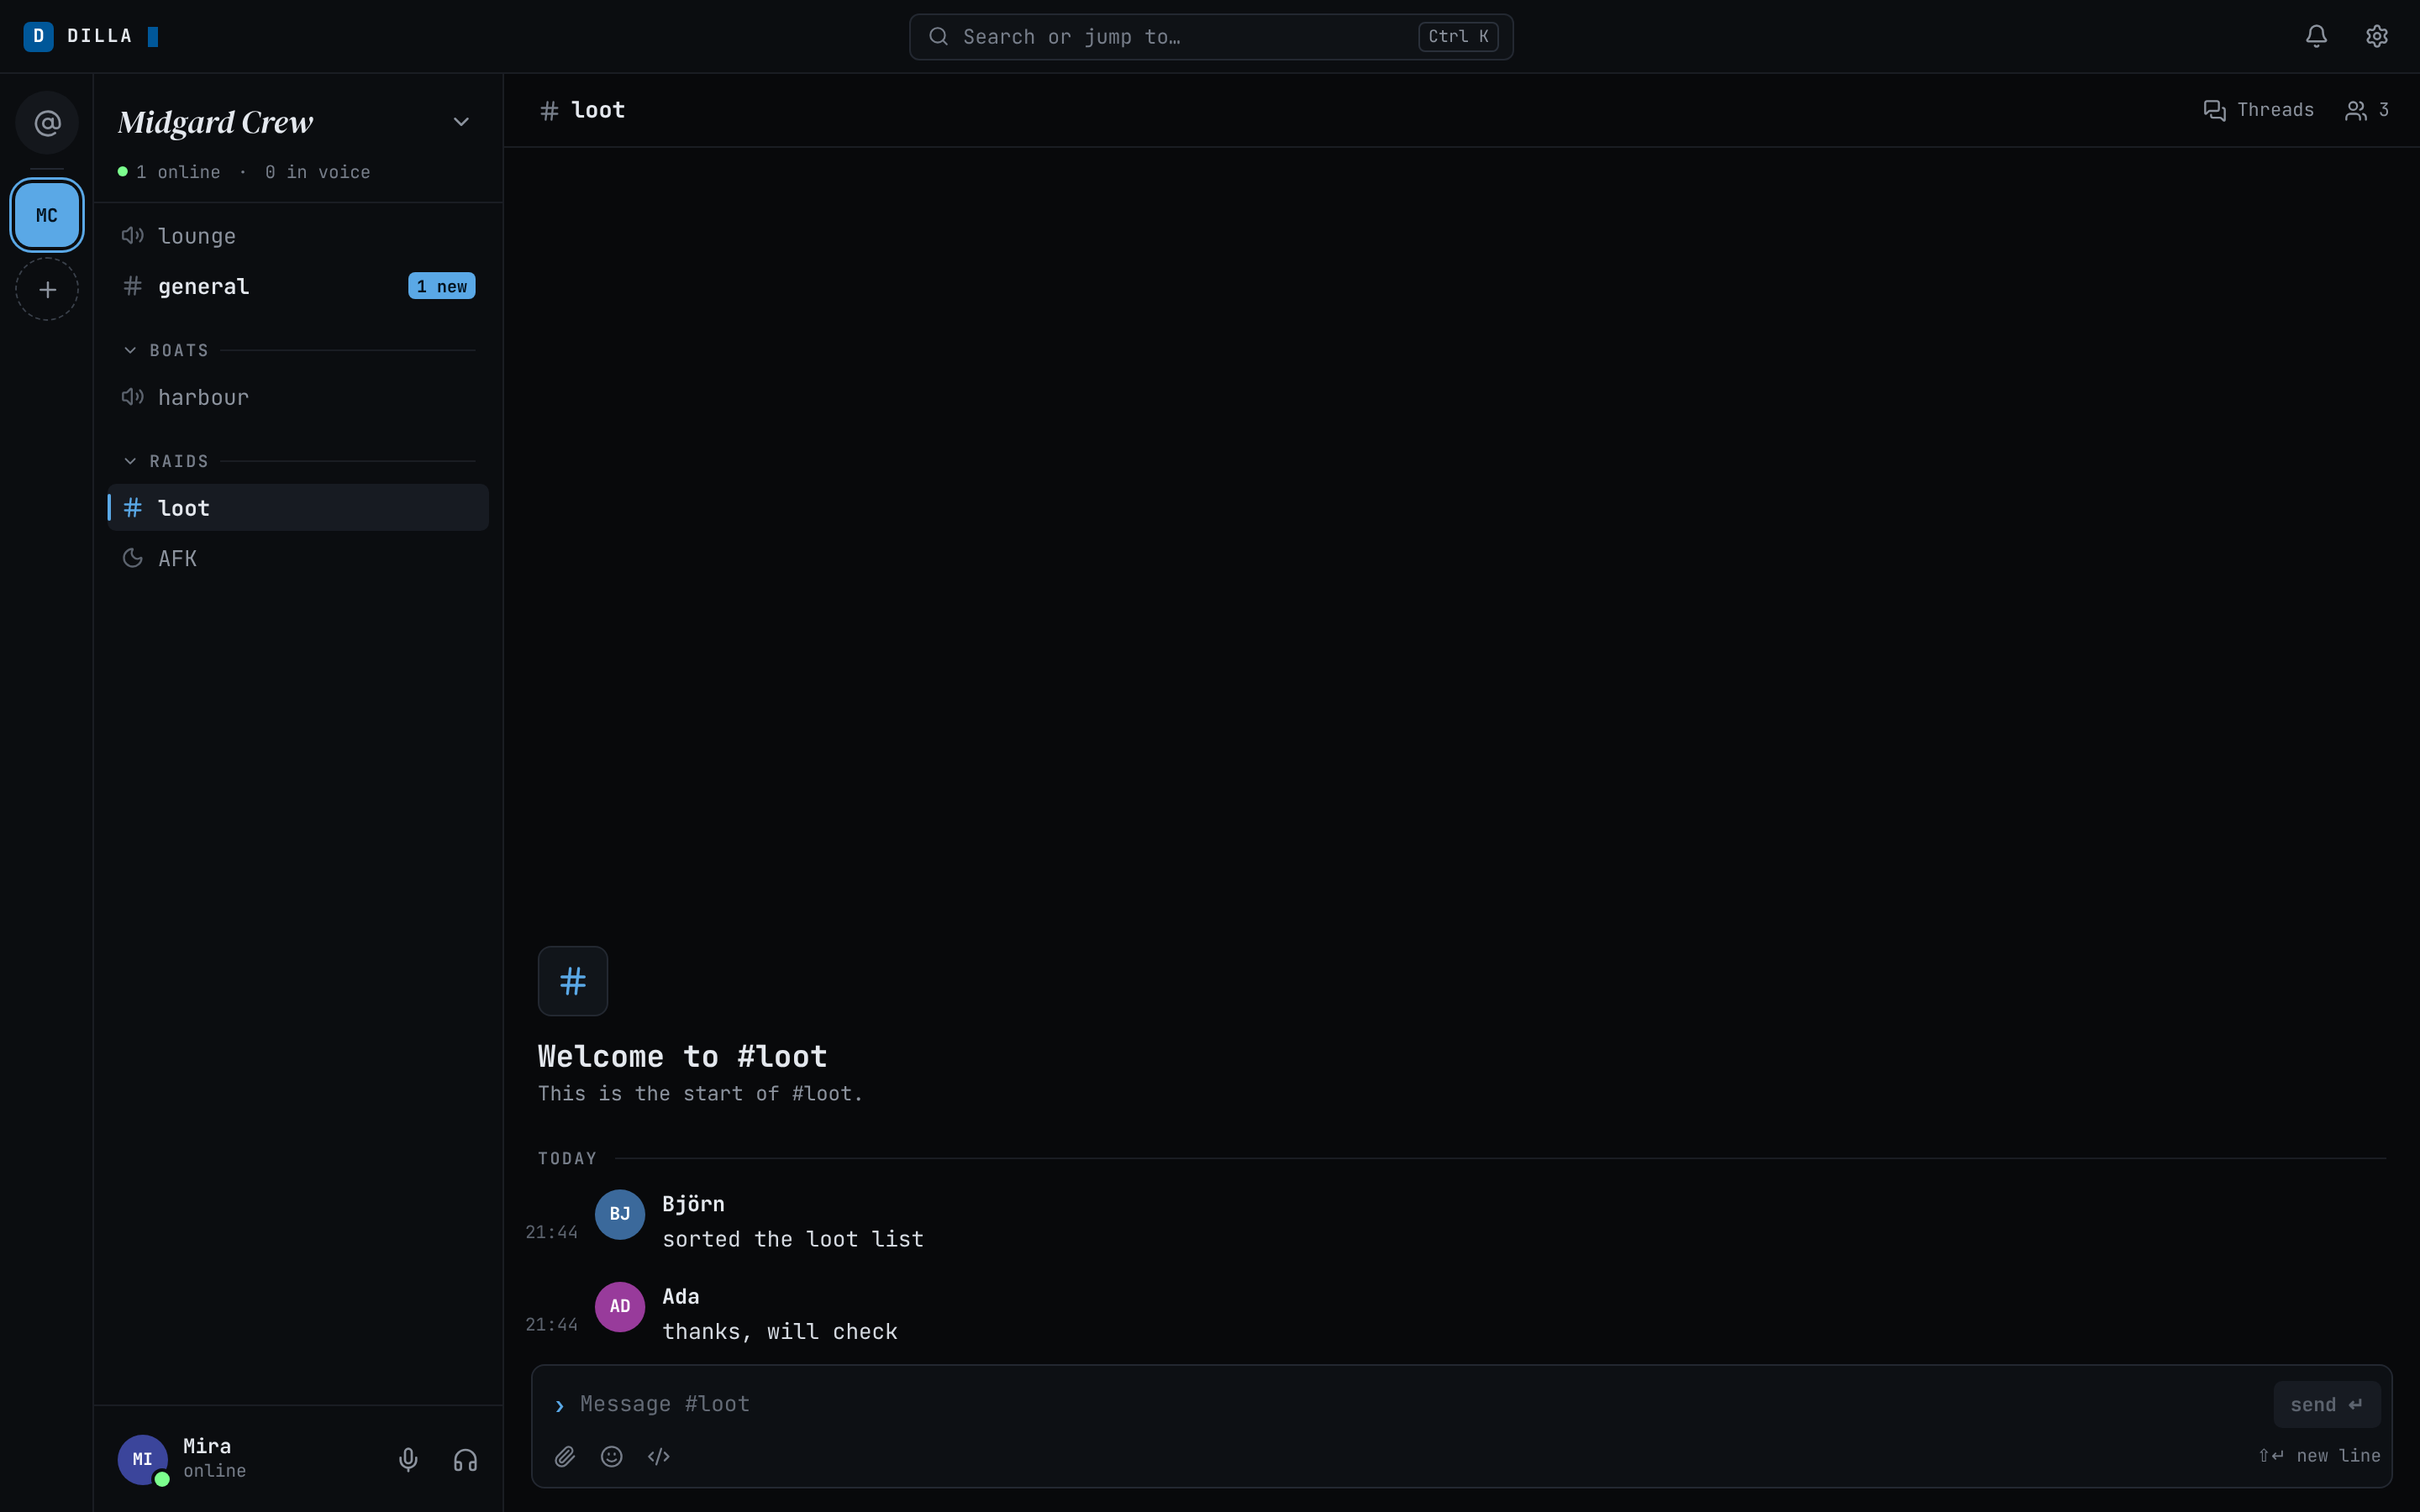 D DILLA
Search or jump to… Ctrl K
Midgard Crew
1 online · 0 in voice
MC
lounge
general 1 new
BOATS
harbour
RAIDS
loot
AFK
MI Mira
online
# loot Threads 3
Welcome to #loot
This is the start of #loot.
TODAY
BJ Björn
21:44 sorted the loot list
AD Ada
21:44 thanks, will check
› Message #loot send ↵
⇧↵ new line